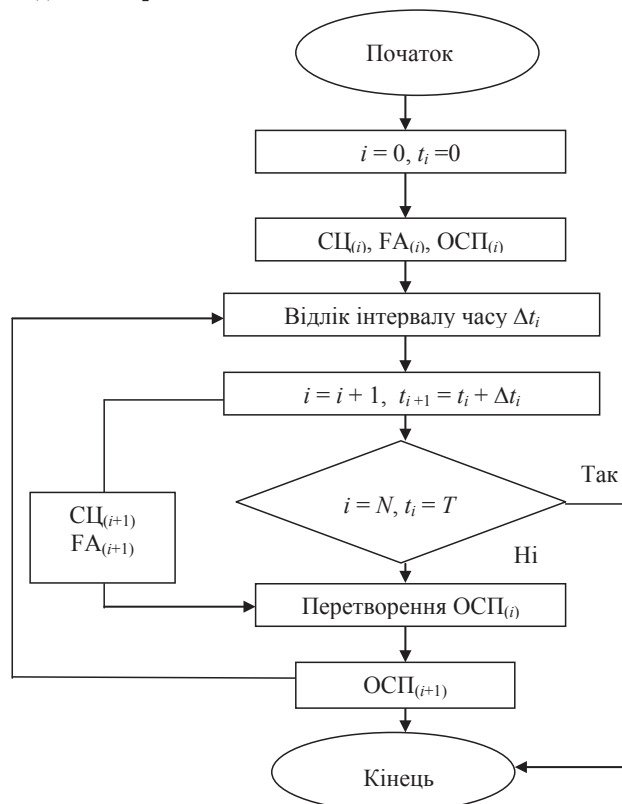 Початок
i = 0, tᵢ =0
СЦ₍ᵢ₎, FA₍ᵢ₎, ОСП₍ᵢ₎
Відлік інтервалу часу Δtᵢ
i = i + 1, tᵢ ₊₁ = tᵢ + Δtᵢ
i = N, tᵢ = T
Так
СЦ₍ᵢ₊₁₎
FA₍ᵢ₊₁₎
Ні
Перетворення ОСП₍ᵢ₎
ОСП₍ᵢ₊₁₎
Кінець